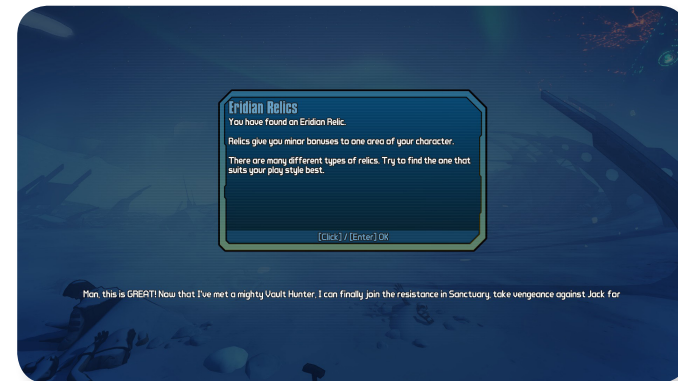 Eridian Relics
You have found an Eridian Relic.
Relics give you minor bonuses to one area of your character.
There are many different types of relics. Try to find the one that
suits your play style best.
[Click] / [Enter] OK
Man, this is GREAT! Now that I've met a mighty Vault Hunter, I can finally join the resistance in Sanctuary, take vengeance against Jack for